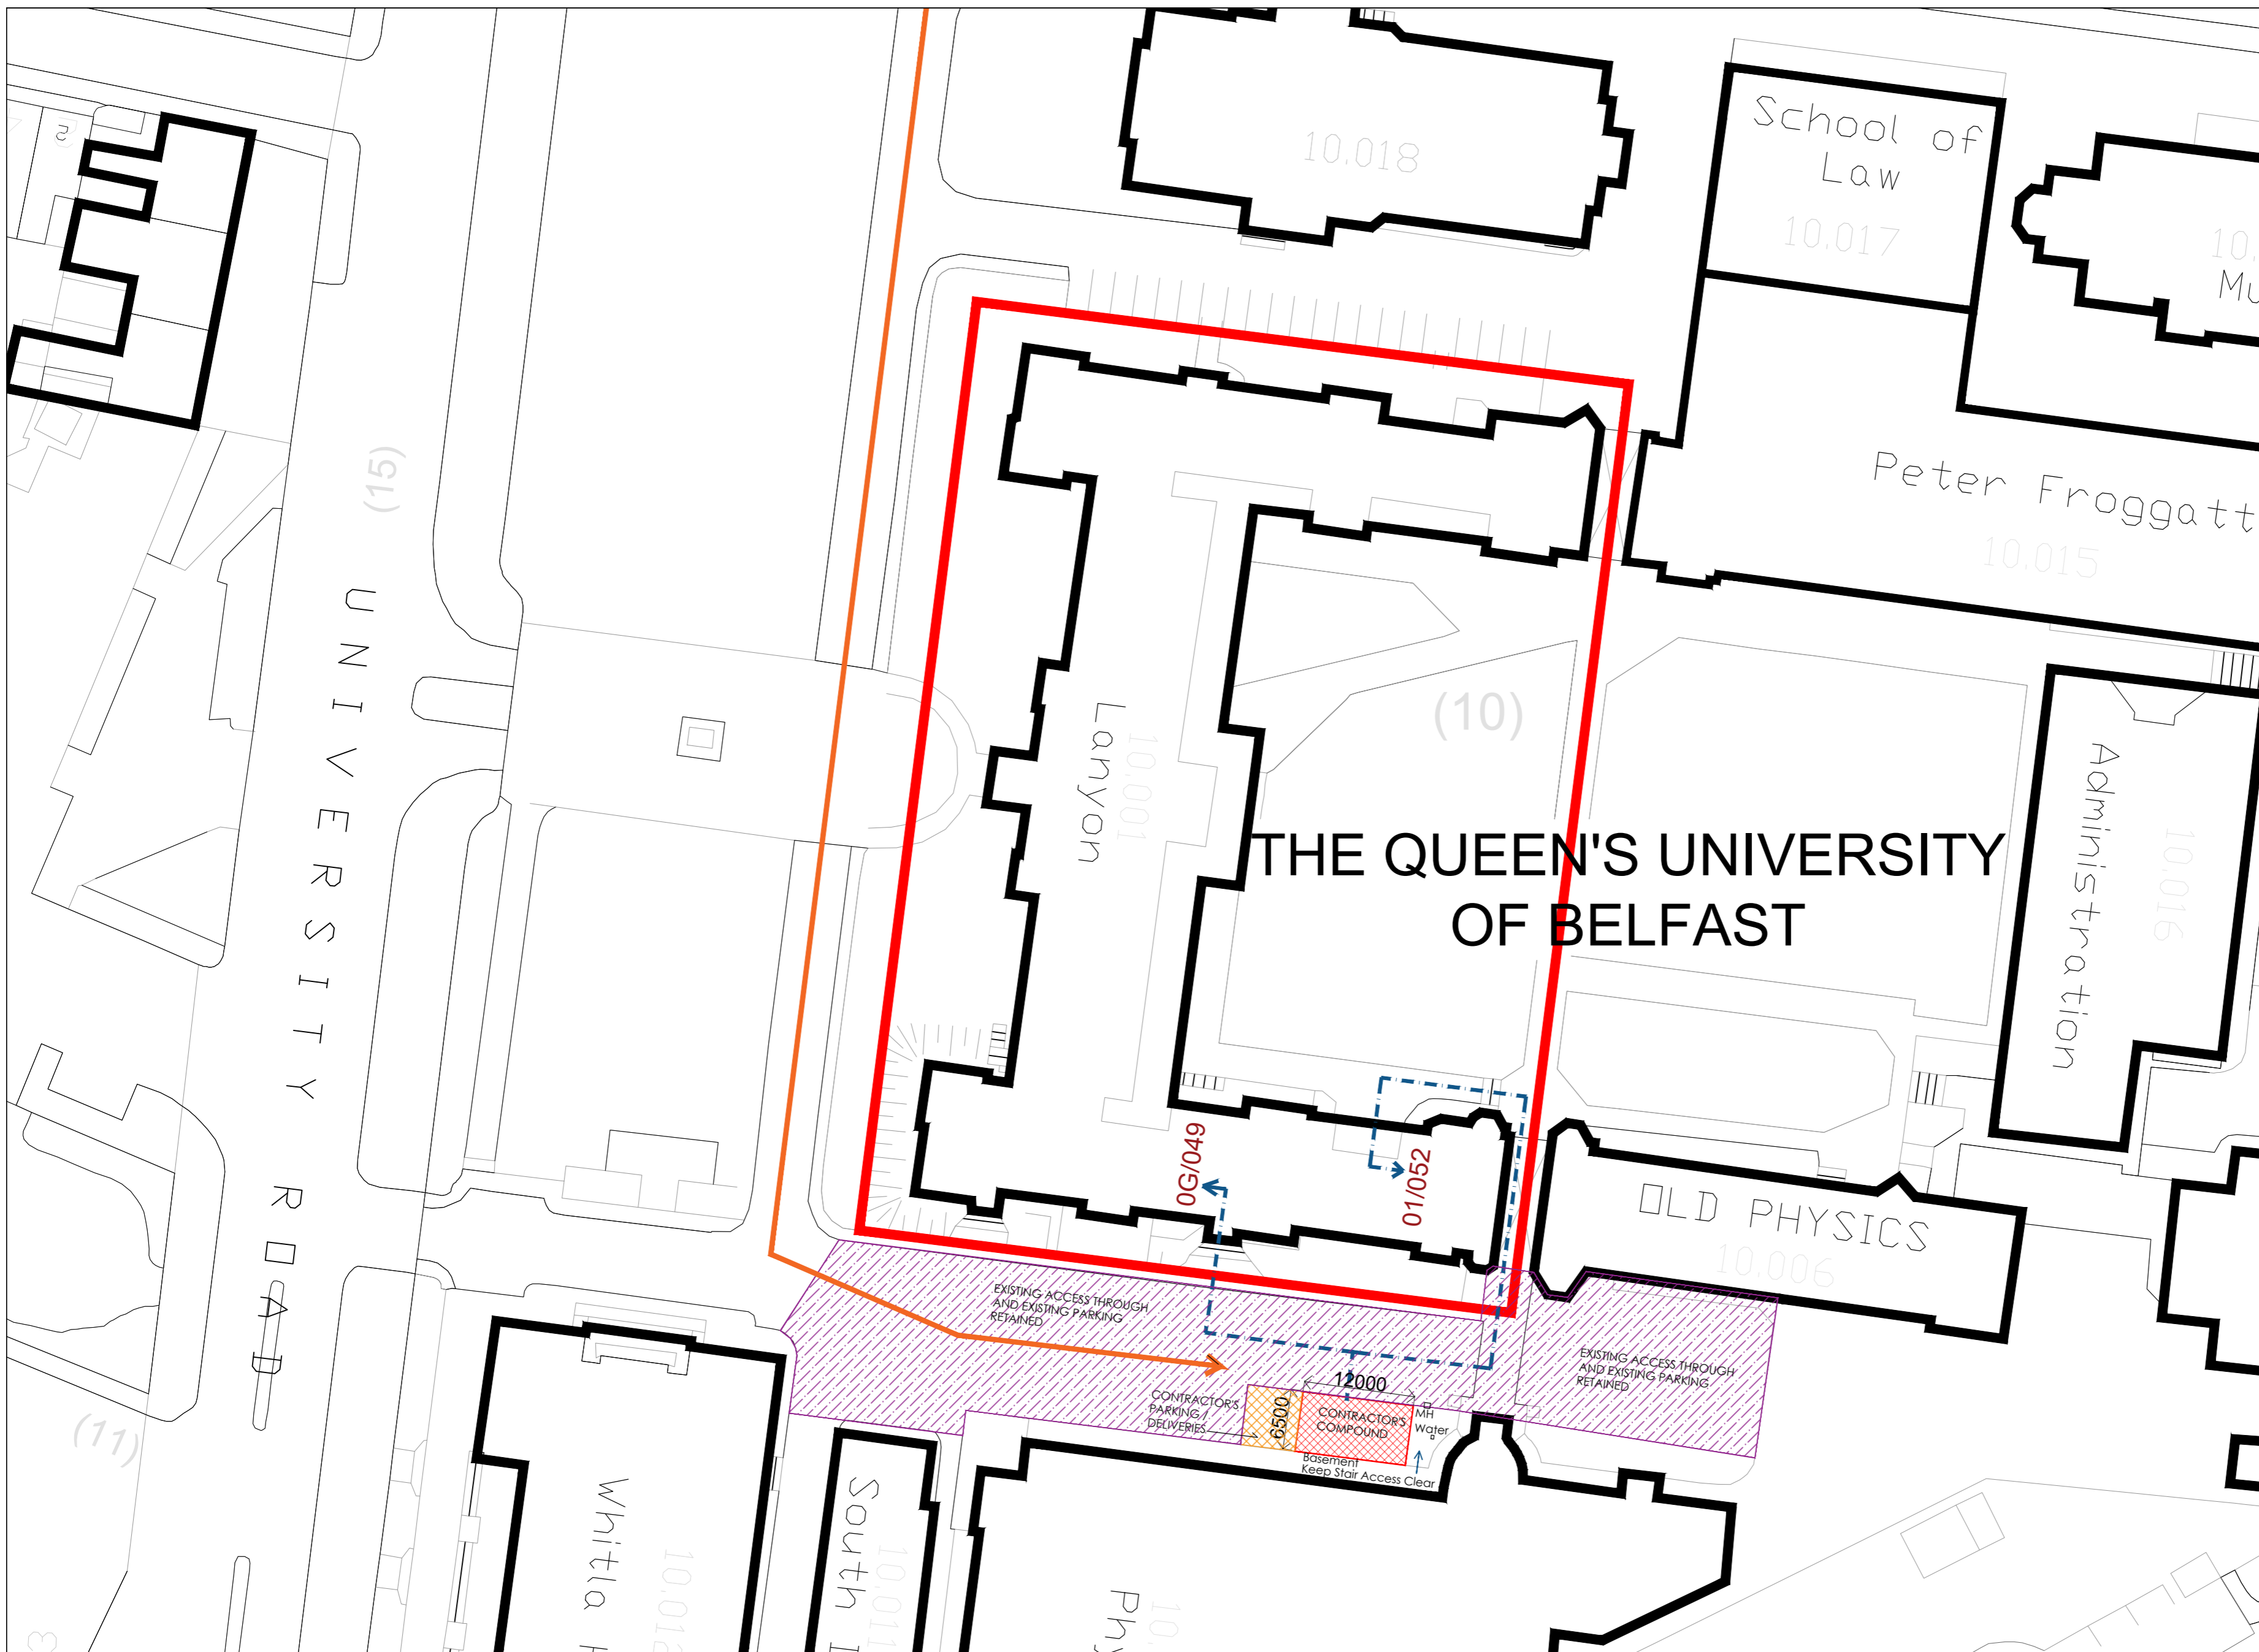 10.018
School of
Law
10.017
Peter Froggatt
10.015
(15)
UNIVERSITY ROAD
Lanyon
10.001
(10)
THE QUEEN'S UNIVERSITY
OF BELFAST
Administration
10.016
0G/049
01/052
OLD PHYSICS
10.006
EXISTING ACCESS THROUGH
AND EXISTING PARKING
RETAINED
EXISTING ACCESS THROUGH
AND EXISTING PARKING
RETAINED
12000
6500
CONTRACTOR'S
PARKING /
DELIVERIES
CONTRACTOR'S
COMPOUND
MH
Water
Basement
Keep Stair Access Clear
(11)
Whitla
South
10.011